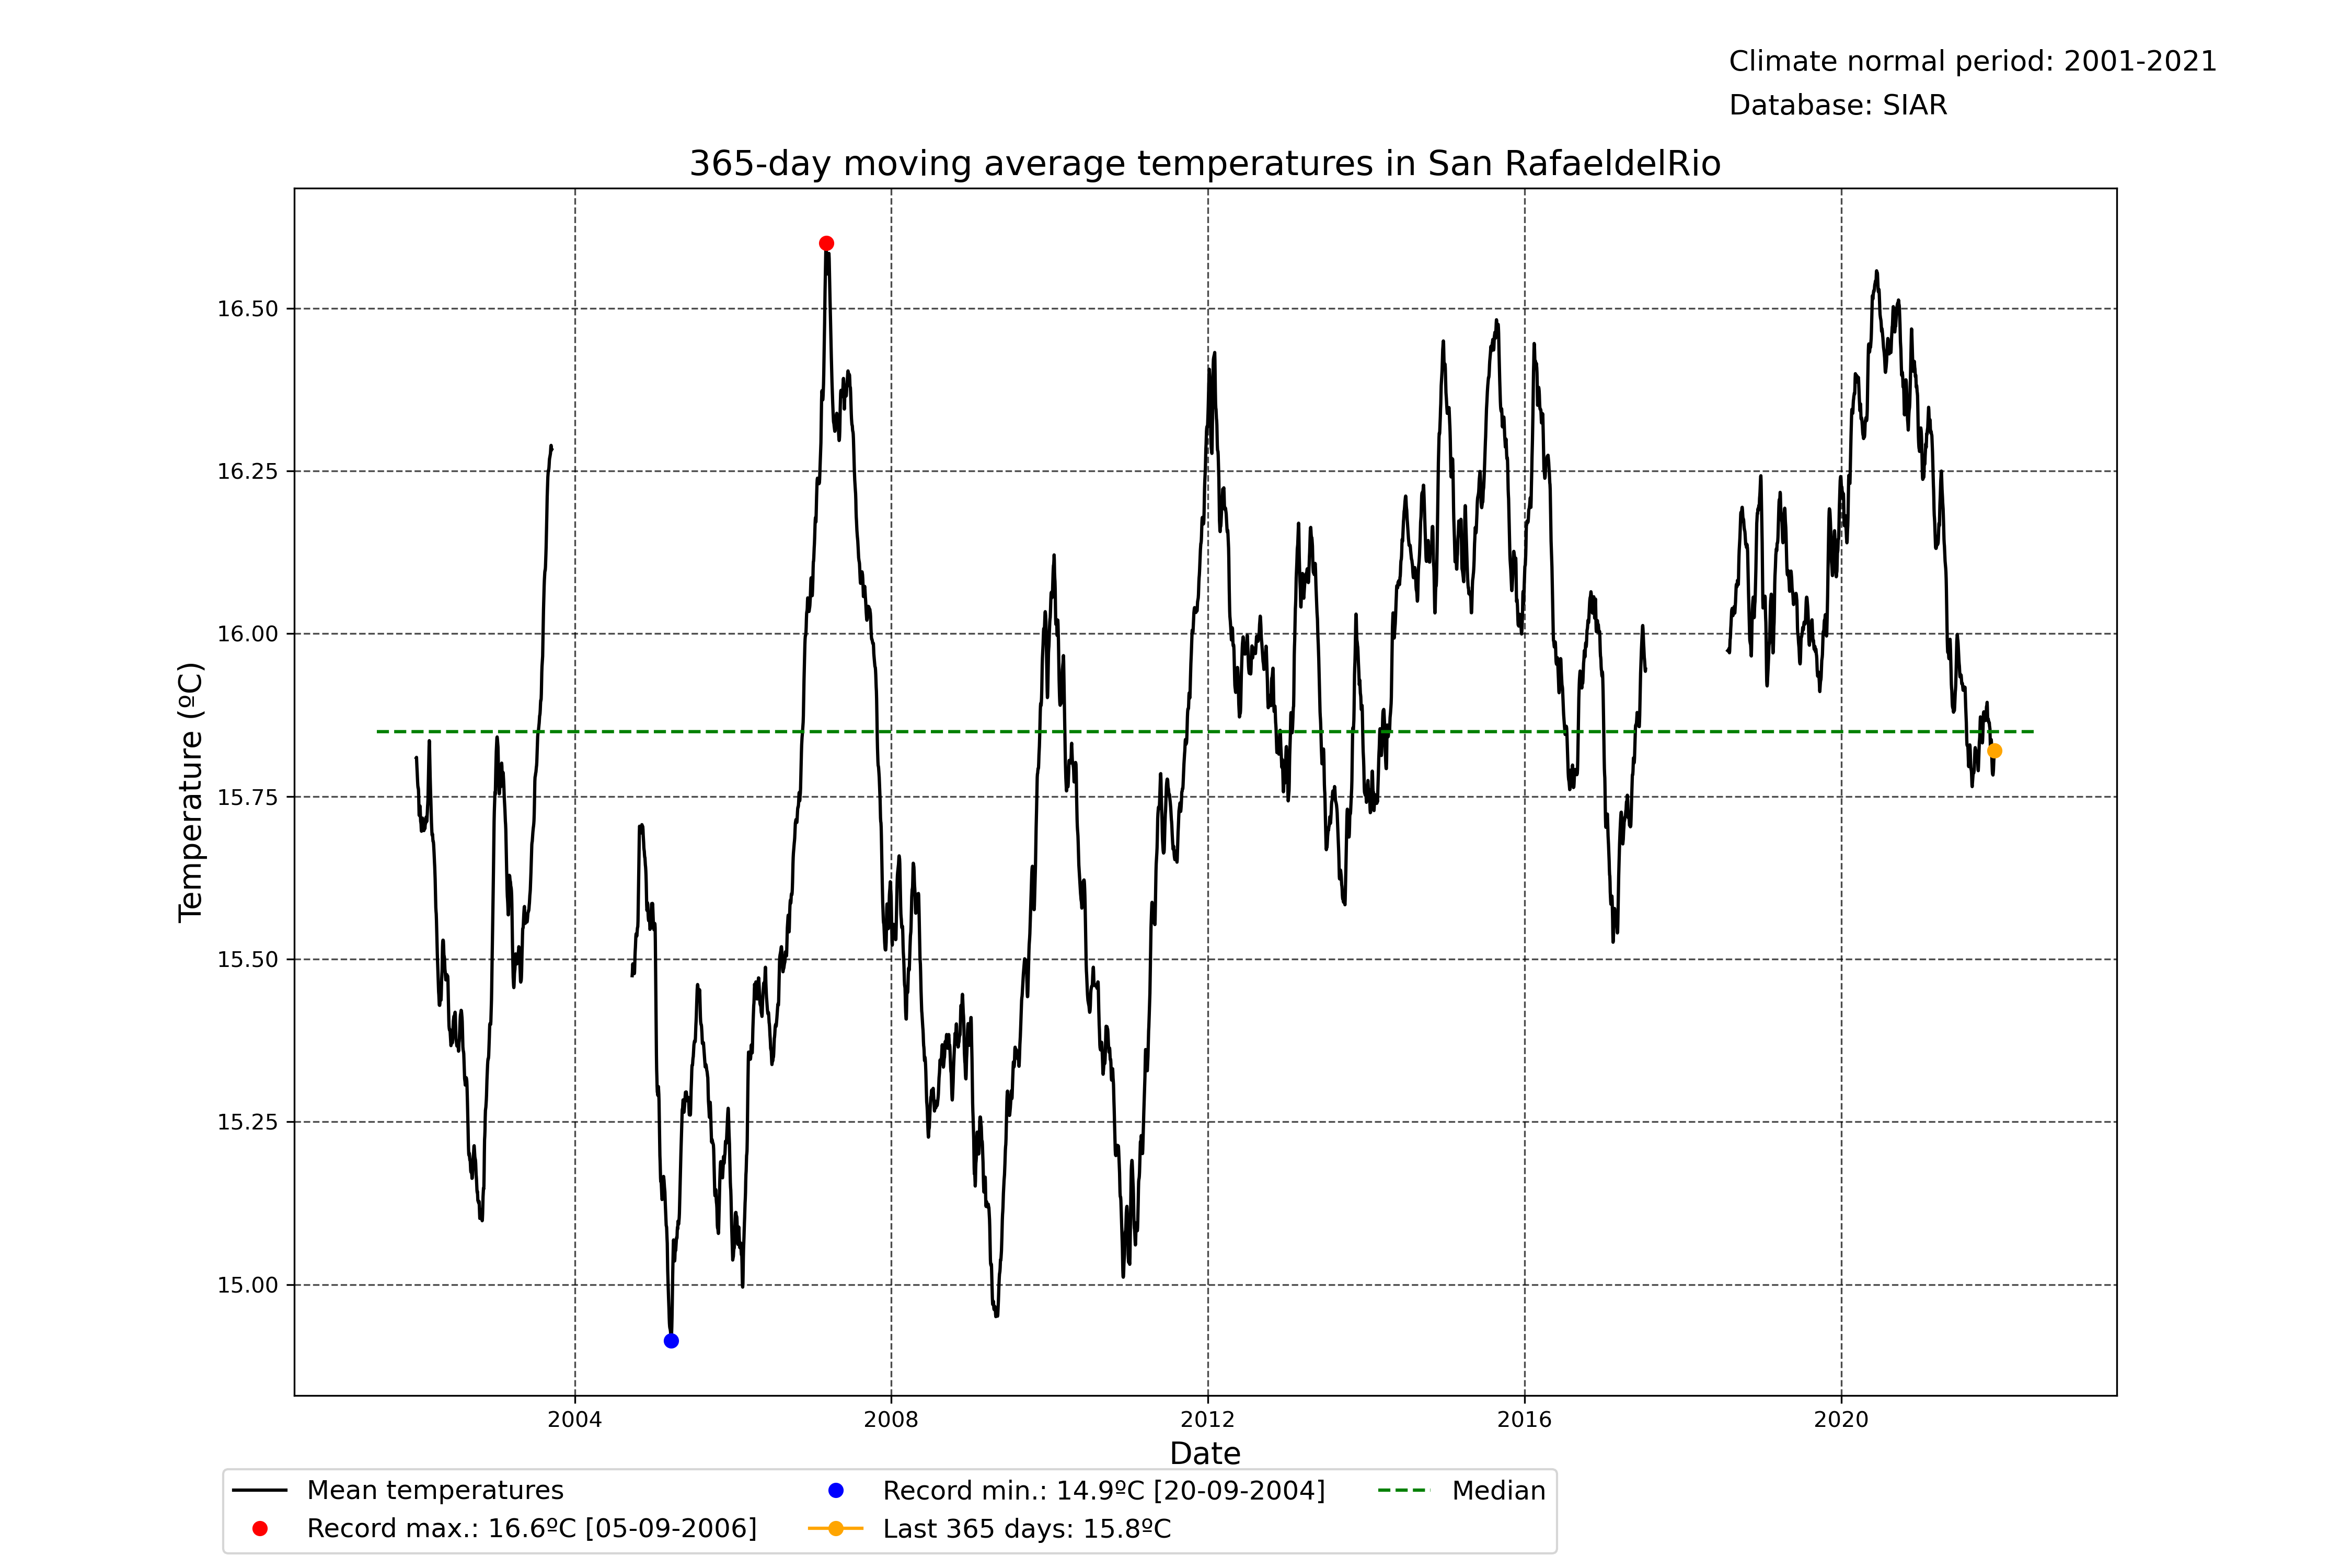 Climate normal period: 2001-2021
Database: SIAR
365-day moving average temperatures in San RafaeldelRio
Temperature (ºC)
16.50
16.25
16.00
15.75
15.50
15.25
15.00
2004 2008 2012 2016 2020
Date
Mean temperatures
Record max.: 16.6ºC [05-09-2006]
Record min.: 14.9ºC [20-09-2004]
Last 365 days: 15.8ºC
Median